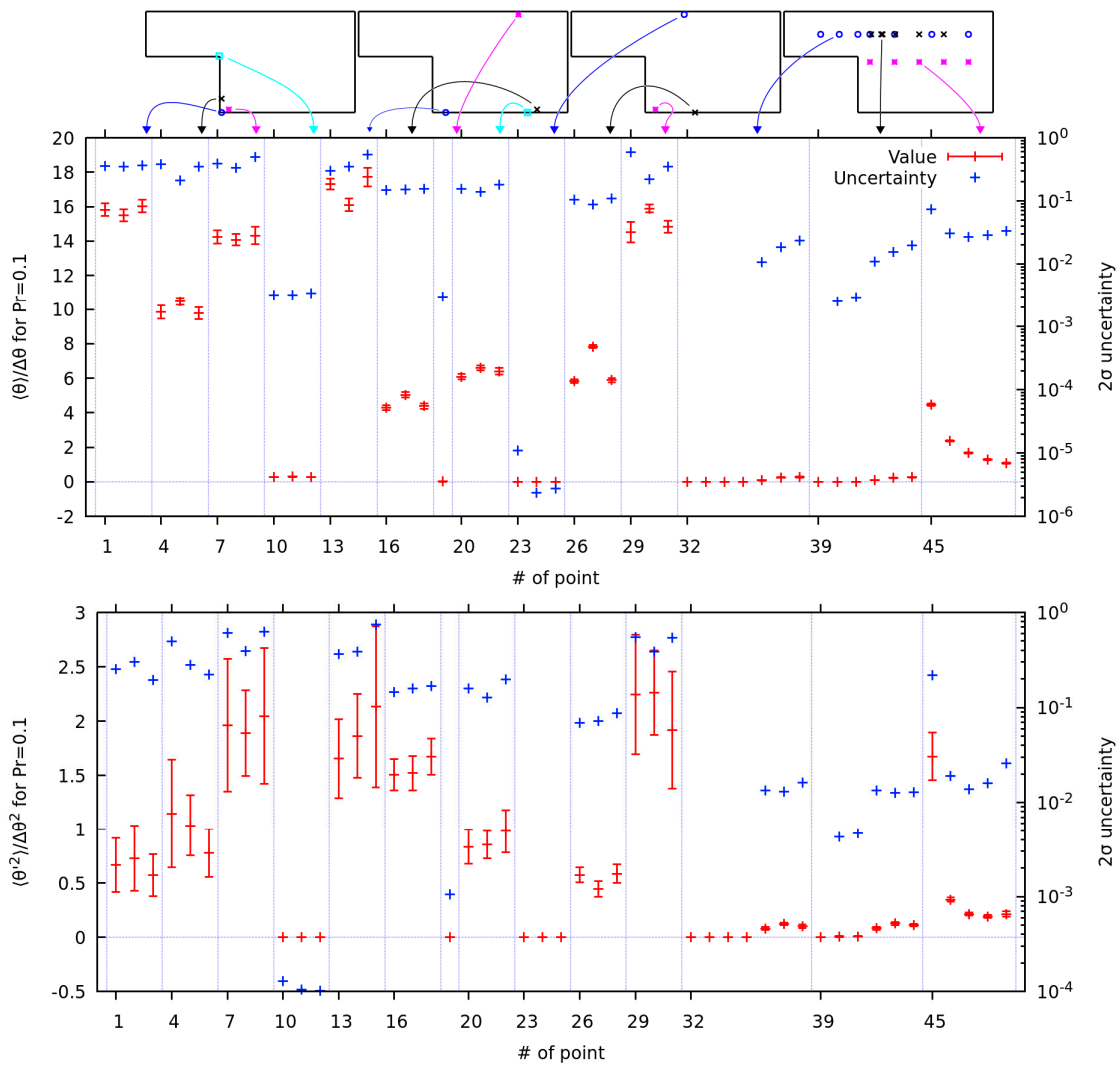 20 18 16 14 12 10 8 6 4 2 0 -2
⟨θ⟩/Δθ for Pr=0.1
Value
Uncertainty
10⁰ 10⁻¹ 10⁻² 10⁻³ 10⁻⁴ 10⁻⁵ 10⁻⁶
2σ uncertainty
1 4 7 10 13 16 20 23 26 29 32 39 45
# of point
3 2.5 2 1.5 1 0.5 0 -0.5
⟨θ'²⟩/Δθ² for Pr=0.1
10⁰ 10⁻¹ 10⁻² 10⁻³ 10⁻⁴
2σ uncertainty
1 4 7 10 13 16 20 23 26 29 32 39 45
# of point